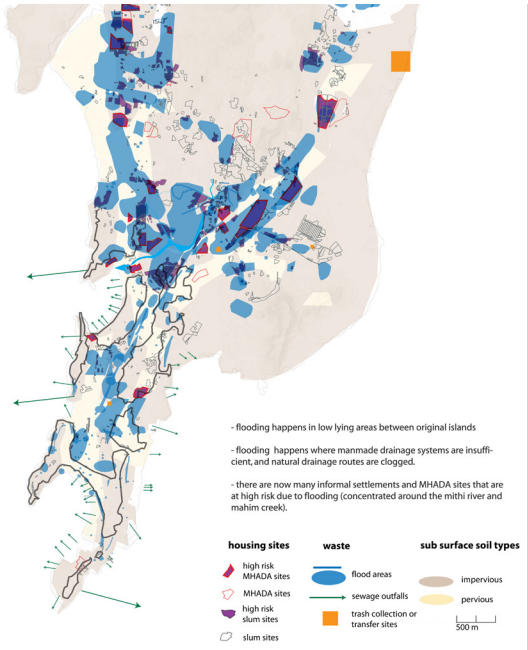 - flooding happens in low lying areas between original islands
- flooding  happens where manmade drainage systems are insuffi-
cient, and natural drainage routes are clogged.
- there are now many informal settlements and MHADA sites that are
at high risk due to flooding (concentrated around the mithi river and
mahim creek).
housing sites
high risk
MHADA sites
MHADA sites
high risk
slum sites
slum sites
waste
flood areas
sewage outfalls
trash collection or
transfer sites
sub surface soil types
impervious
pervious
500 m